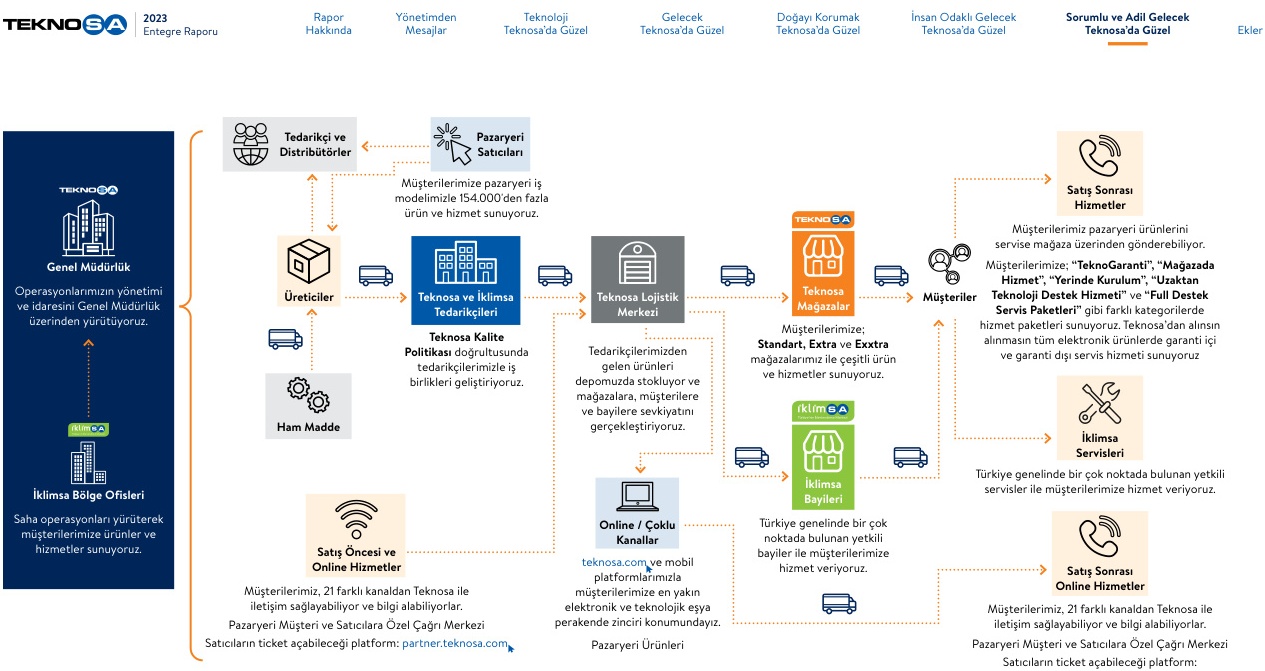 TEKNOSA
2023
Entegre Raporu
Rapor
Hakkında
Yönetimden
Mesajlar
Teknoloji
Teknosa'da Güzel
Gelecek
Teknosa'da Güzel
Doğayı Korumak
Teknosa'da Güzel
İnsan Odaklı Gelecek
Teknosa'da Güzel
Sorumlu ve Adil Gelecek
Teknosa'da Güzel
Ekler
TEKNOSA
Genel Müdürlük
Operasyonlarımızın yönetimi
ve idaresini Genel Müdürlük
üzerinden yürütüyoruz.
iklimSA
İklimsa Bölge Ofisleri
Saha operasyonları yürüterek
müşterilerimize ürünler ve
hizmetler sunuyoruz.
Tedarikçi ve
Distribütörler
Pazaryeri
Satıcıları
Müşterilerimize pazaryeri iş
modelimizle 154.000'den fazla
ürün ve hizmet sunuyoruz.
Üreticiler
Ham Madde
Teknosa ve İklimsa
Tedarikçileri
Teknosa Kalite
Politikası doğrultusunda
tedarikçilerimizle iş
birlikleri geliştiriyoruz.
Teknosa Lojistik
Merkezi
Tedarikçilerimizden
gelen ürünleri
depomuzda stokluyor ve
mağazalara, müşterilere
ve bayilere sevkiyatını
gerçekleştiriyoruz.
TEKNOSA
Teknosa
Mağazalar
Müşterilerimize;
Standart, Extra ve Exxtra
mağazalarımız ile çeşitli ürün
ve hizmetler sunuyoruz.
iklimSA
İklimsa
Bayileri
Türkiye genelinde bir çok
noktada bulunan yetkili
bayiler ile müşterilerimize
hizmet veriyoruz.
Müşteriler
Satış Sonrası
Hizmetler
Müşterilerimiz pazaryeri ürünlerini
servise mağaza üzerinden gönderebiliyor.
Müşterilerimize; “TeknoGaranti”, “Mağazada
Hizmet”, “Yerinde Kurulum”, “Uzaktan
Teknoloji Destek Hizmeti” ve “Full Destek
Servis Paketleri” gibi farklı kategorilerde
hizmet paketleri sunuyoruz. Teknosa'dan alınsın
alınmasın tüm elektronik ürünlerde garanti içi
ve garanti dışı servis hizmeti sunuyoruz
İklimsa
Servisleri
Türkiye genelinde bir çok noktada bulunan yetkili
servisler ile müşterilerimize hizmet veriyoruz.
Satış Öncesi ve
Online Hizmetler
Müşterilerimiz, 21 farklı kanaldan Teknosa ile
iletişim sağlayabiliyor ve bilgi alabiliyorlar.
Pazaryeri Müşteri ve Satıcılara Özel Çağrı Merkezi
Satıcıların ticket açabileceği platform: partner.teknosa.com
Online / Çoklu
Kanallar
teknosa.com ve mobil
platformlarımızla
müşterilerimize en yakın
elektronik ve teknolojik eşya
perakende zinciri konumundayız.
Pazaryeri Ürünleri
Satış Sonrası
Online Hizmetler
Müşterilerimiz, 21 farklı kanaldan Teknosa ile
iletişim sağlayabiliyor ve bilgi alabiliyorlar.
Pazaryeri Müşteri ve Satıcılara Özel Çağrı Merkezi
Satıcıların ticket açabileceği platform: